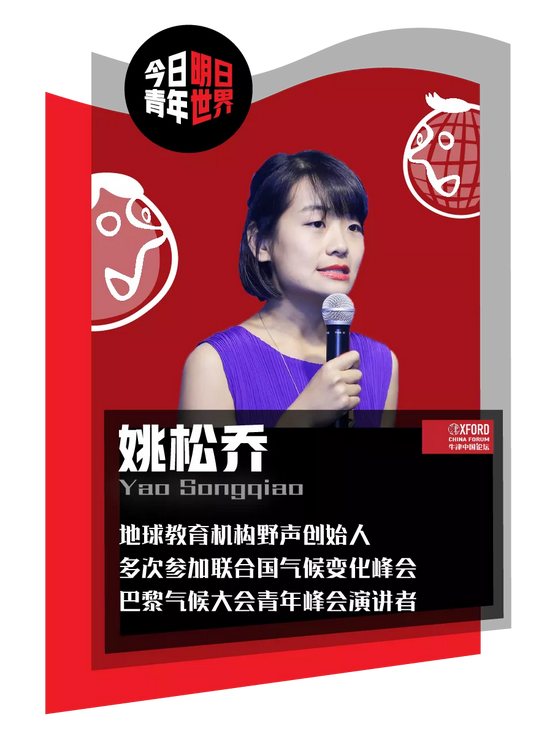 今日明日
青年世界
姚松乔
Yao Songqiao
OXFORD
CHINA FORUM
牛津中国论坛
地球教育机构野声创始人
多次参加联合国气候变化峰会
巴黎气候大会青年峰会演讲者